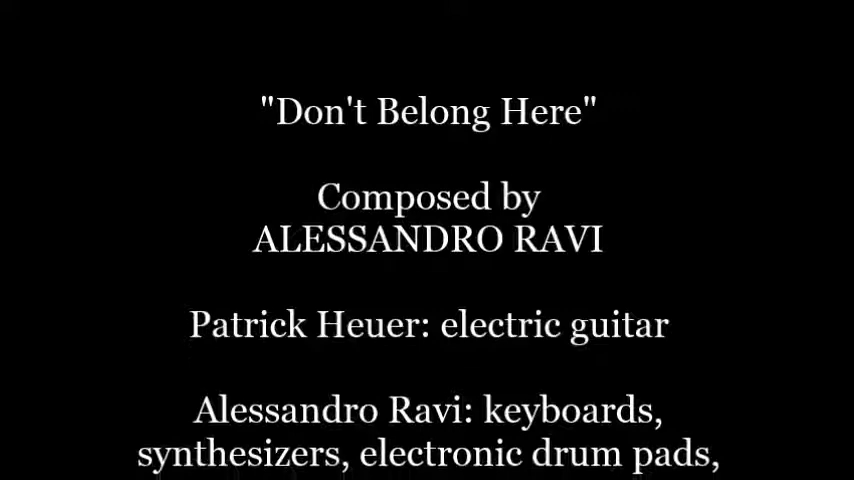 "Don't Belong Here"
Composed by
ALESSANDRO RAVI
Patrick Heuer: electric guitar
Alessandro Ravi: keyboards,
synthesizers, electronic drum pads,